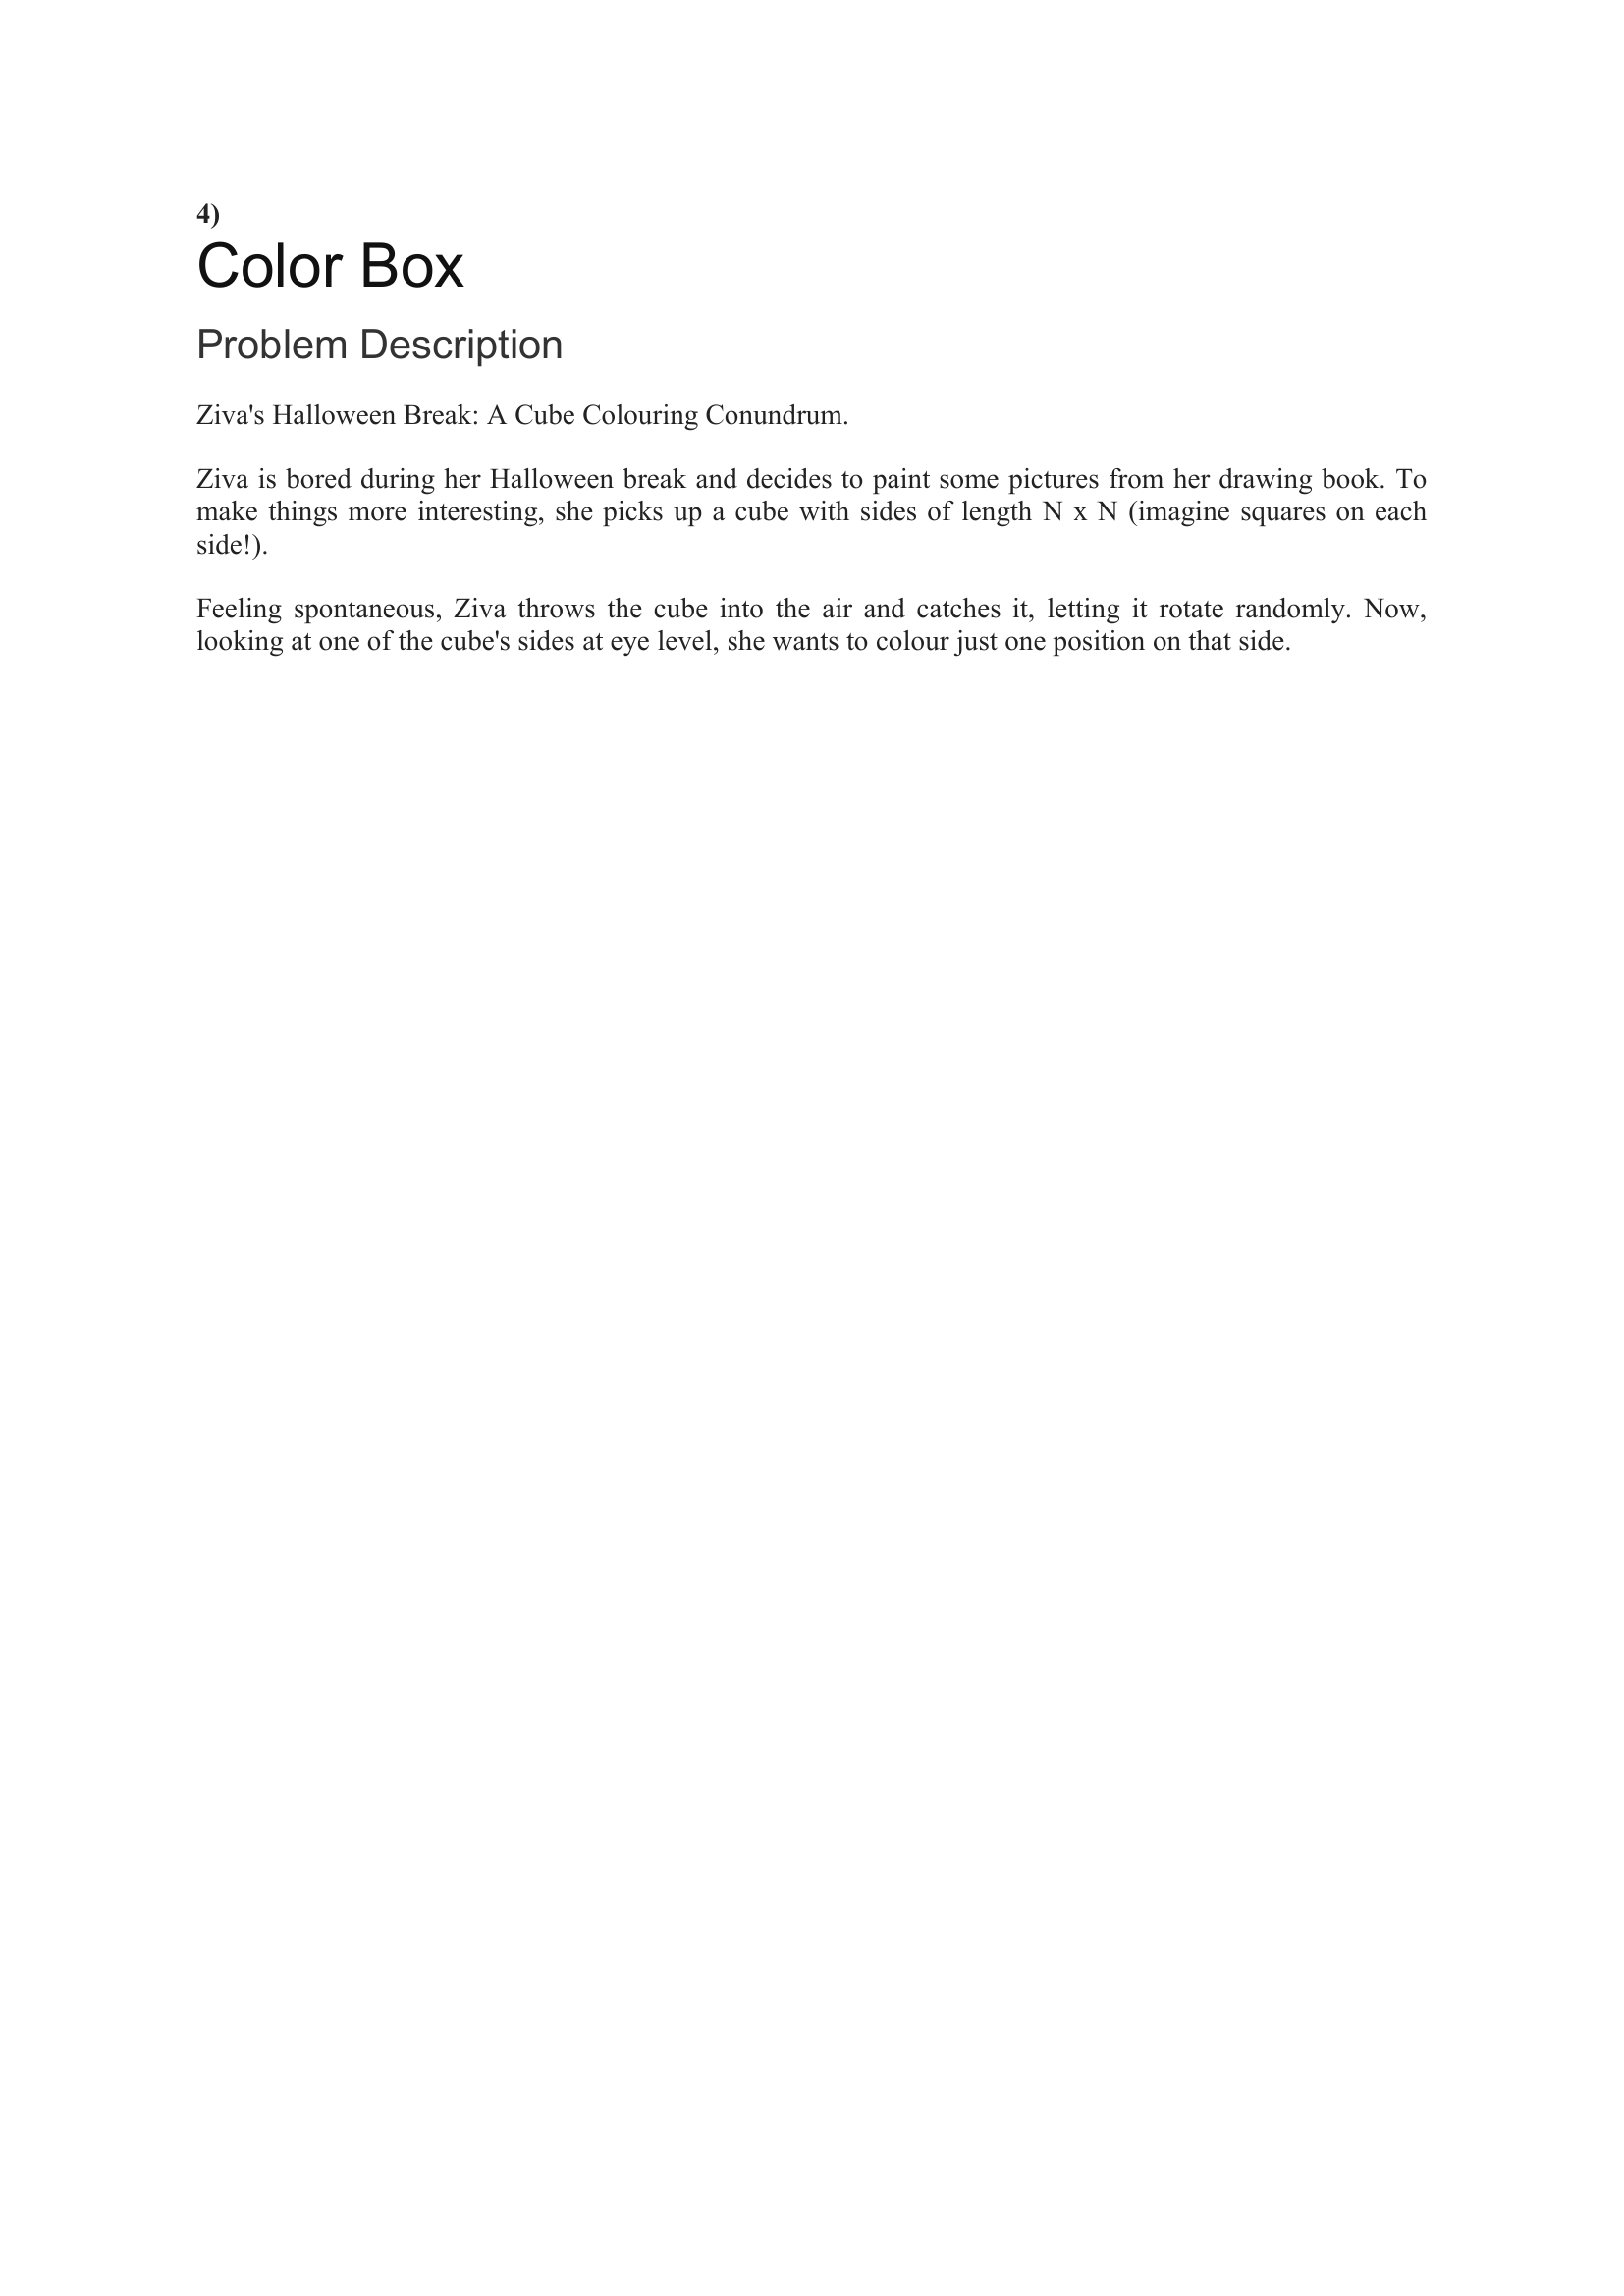 4)
Color Box
Problem Description
Ziva's Halloween Break: A Cube Colouring Conundrum.
Ziva is bored during her Halloween break and decides to paint some pictures from her drawing book. To
make things more interesting, she picks up a cube with sides of length N x N (imagine squares on each
side!).
Feeling spontaneous, Ziva throws the cube into the air and catches it, letting it rotate randomly. Now,
looking at one of the cube's sides at eye level, she wants to colour just one position on that side.